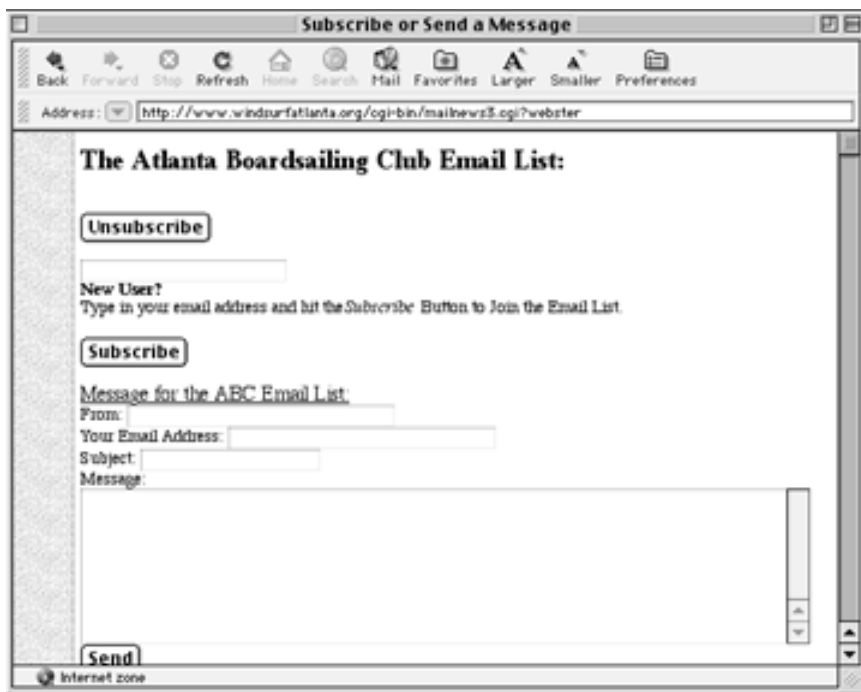 Subscribe or Send a Message
Back Forward Stop Refresh Home Search Mail Favorites Larger Smaller Preferences
Address: http://www.windsurfatlanta.org/cgi-bin/mailnews3.cgi?webster
The Atlanta Boardsailing Club Email List:
Unsubscribe
New User?
Type in your email address and hit the Subscribe Button to Join the Email List.
Subscribe
Message for the ABC Email List:
From:
Your Email Address:
Subject:
Message:
Send
Internet zone